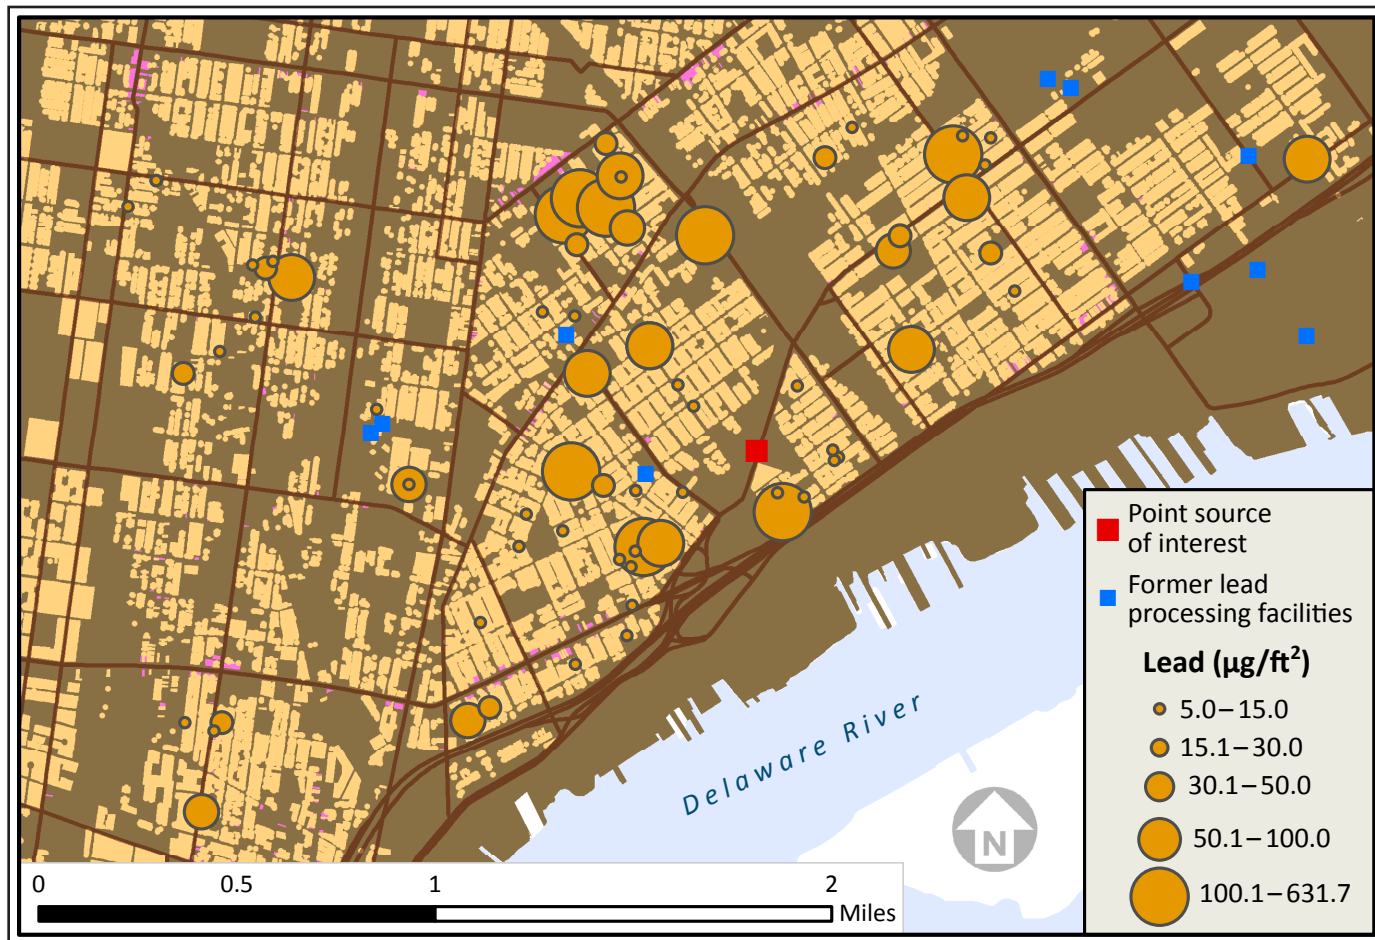 Point source
of interest
Former lead
processing facilities
Lead (µg/ft²)
5.0–15.0
15.1–30.0
30.1–50.0
50.1–100.0
100.1–631.7
Delaware River
N
0 0.5 1 2
Miles